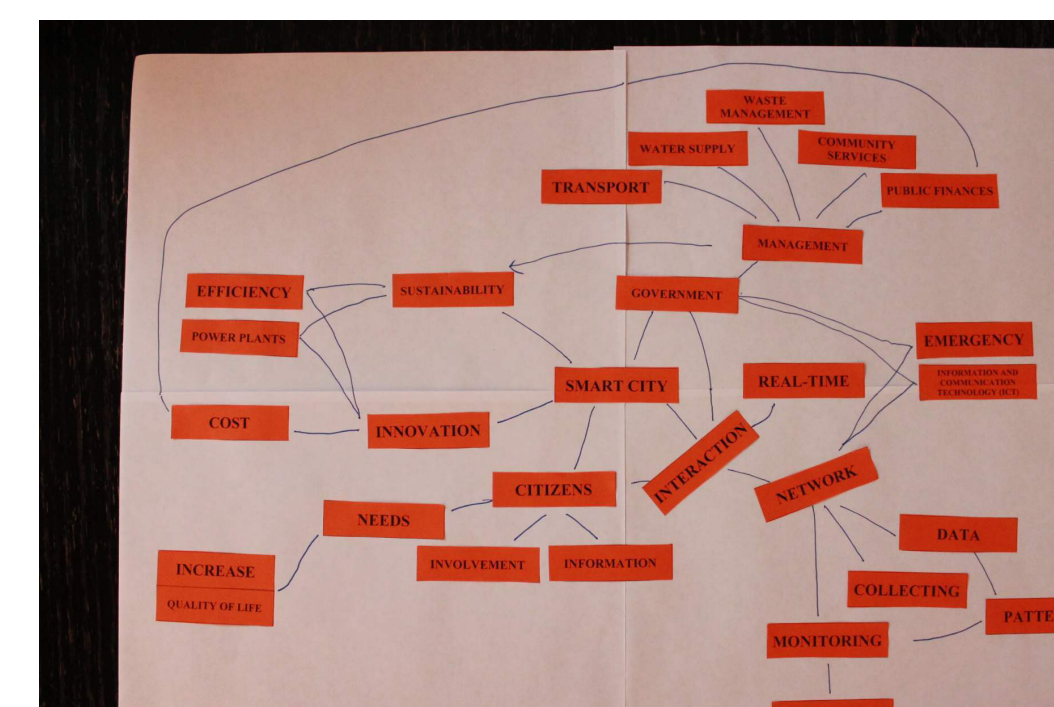 WASTE
MANAGEMENT
WATER SUPPLY
COMMUNITY
SERVICES
TRANSPORT
PUBLIC FINANCES
MANAGEMENT
EFFICIENCY
SUSTAINABILITY
GOVERNMENT
POWER PLANTS
EMERGENCY
SMART CITY
REAL-TIME
INFORMATION AND
COMMUNICATION
TECHNOLOGY (ICT)
COST
INNOVATION
INTERACTION
CITIZENS
NETWORK
NEEDS
DATA
INVOLVEMENT
INFORMATION
INCREASE
QUALITY OF LIFE
COLLECTING
PATTE
MONITORING